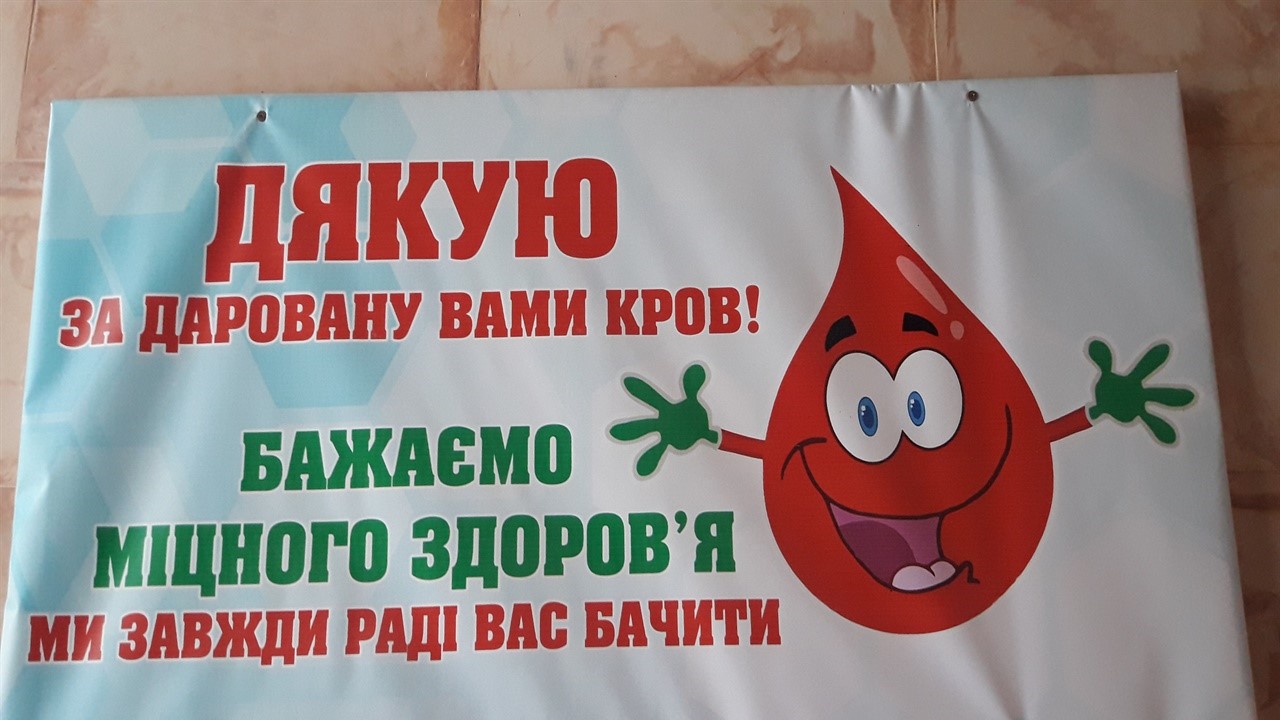 ДЯКУЮ
ЗА ДАРОВАНУ ВАМИ КРОВ!
БАЖАЄМО
МІЦНОГО ЗДОРОВ'Я
МИ ЗАВЖДИ РАДІ ВАС БАЧИТИ